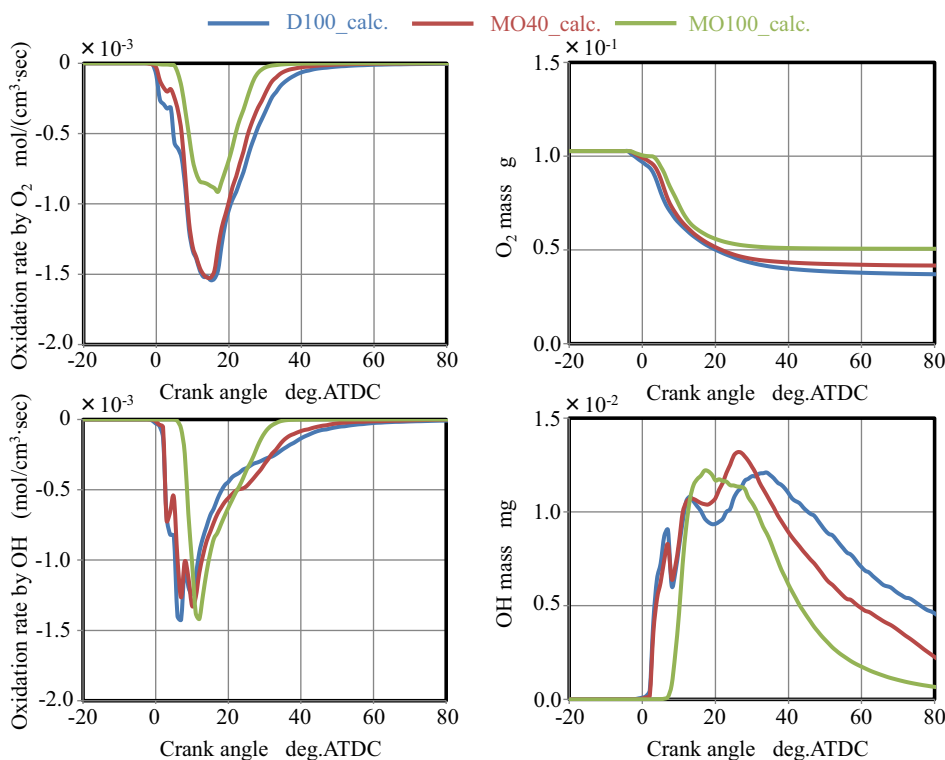 D100_calc. MO40_calc. MO100_calc.
×10⁻³
0
-0.5
-1.0
-1.5
-2.0
-20 0 20 40 60 80
Crank angle deg.ATDC
Oxidation rate by O₂ mol/(cm³·sec)
×10⁻¹
1.5
1.0
0.5
0.0
-20 0 20 40 60 80
Crank angle deg.ATDC
O₂ mass g
×10⁻³
0
-0.5
-1.0
-1.5
-2.0
-20 0 20 40 60 80
Crank angle deg.ATDC
Oxidation rate by OH (mol/cm³·sec)
×10⁻²
1.5
1.0
0.5
0.0
-20 0 20 40 60 80
Crank angle deg.ATDC
OH mass mg